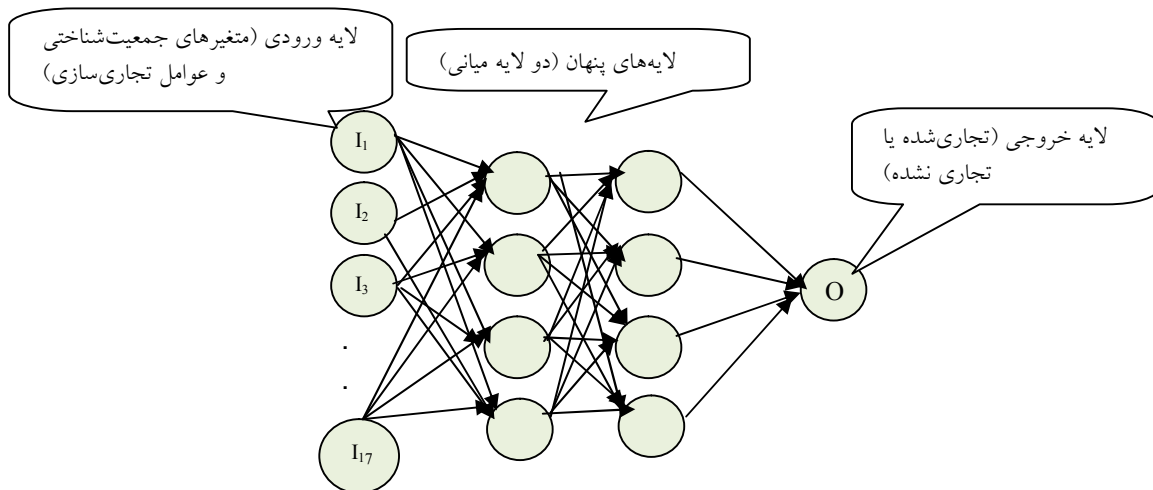 لایه ورودی (متغیرهای جمعیت‌شناختی
و عوامل تجاری‌سازی)
لایه‌های پنهان (دو لایه میانی)
لایه خروجی (تجاری‌شده یا
تجاری نشده)
I1
I2
I3
.
.
I17
O